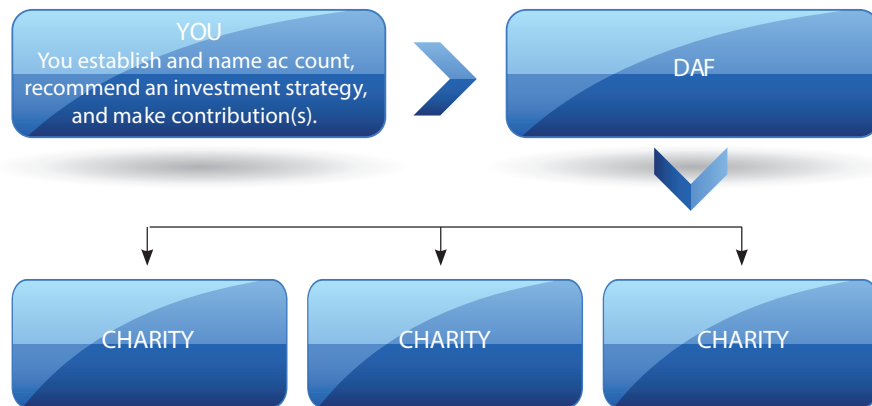 YOU
You establish and name ac count,
recommend an investment strategy,
and make contribution(s).
DAF
CHARITY
CHARITY
CHARITY